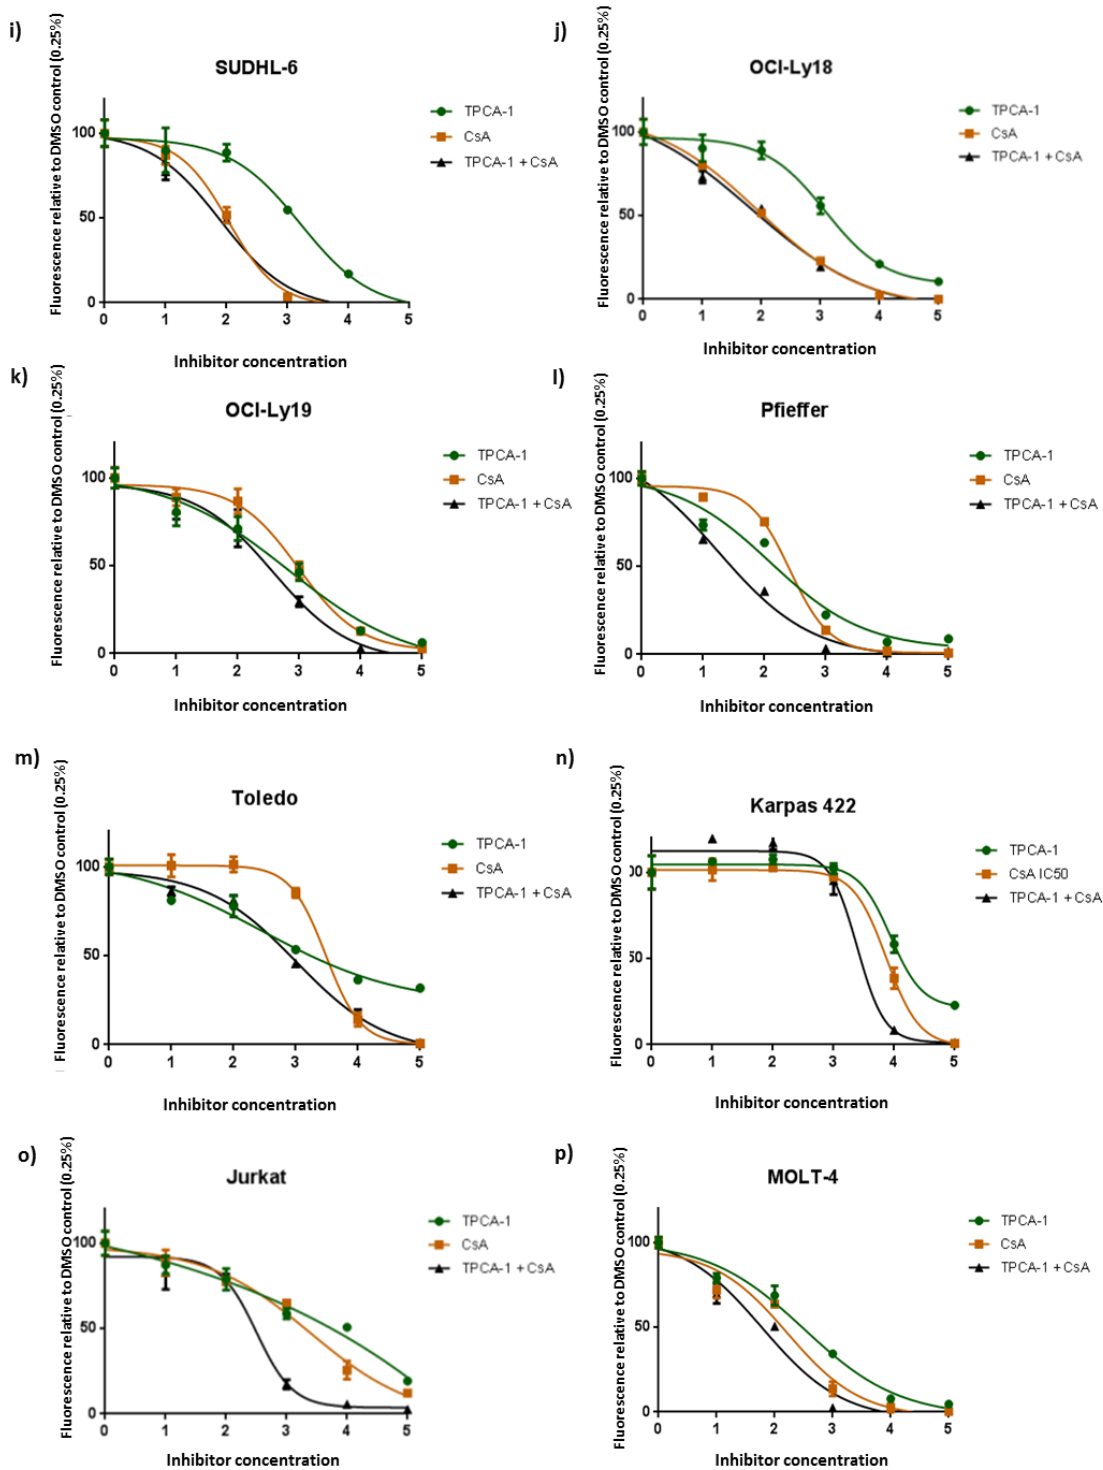 i)
Fluorescence relative to DMSO control (0.25%)
SUDHL-6
TPCA-1
CsA
TPCA-1 + CsA
100
50
0
0 1 2 3 4 5
Inhibitor concentration
j)
Fluorescence relative to DMSO control (0.25%)
OCI-Ly18
TPCA-1
CsA
TPCA-1 + CsA
100
50
0
0 1 2 3 4 5
Inhibitor concentration
k)
Fluorescence relative to DMSO control (0.25%)
OCI-Ly19
TPCA-1
CsA
TPCA-1 + CsA
100
50
0
0 1 2 3 4 5
Inhibitor concentration
l)
Fluorescence relative to DMSO control (0.25%)
Pfieffer
TPCA-1
CsA
TPCA-1 + CsA
100
50
0
0 1 2 3 4 5
Inhibitor concentration
m)
Fluorescence relative to DMSO control (0.25%)
Toledo
TPCA-1
CsA
TPCA-1 + CsA
100
50
0
0 1 2 3 4 5
Inhibitor concentration
n)
Fluorescence relative to DMSO control (0.25%)
Karpas 422
TPCA-1
CsA IC50
TPCA-1 + CsA
00
50
0
0 1 2 3 4 5
Inhibitor concentration
o)
Fluorescence relative to DMSO control (0.25%)
Jurkat
TPCA-1
CsA
TPCA-1 + CsA
100
50
0
0 1 2 3 4 5
Inhibitor concentration
p)
Fluorescence relative to DMSO control (0.25%)
MOLT-4
TPCA-1
CsA
TPCA-1 + CsA
100
50
0
0 1 2 3 4 5
Inhibitor concentration